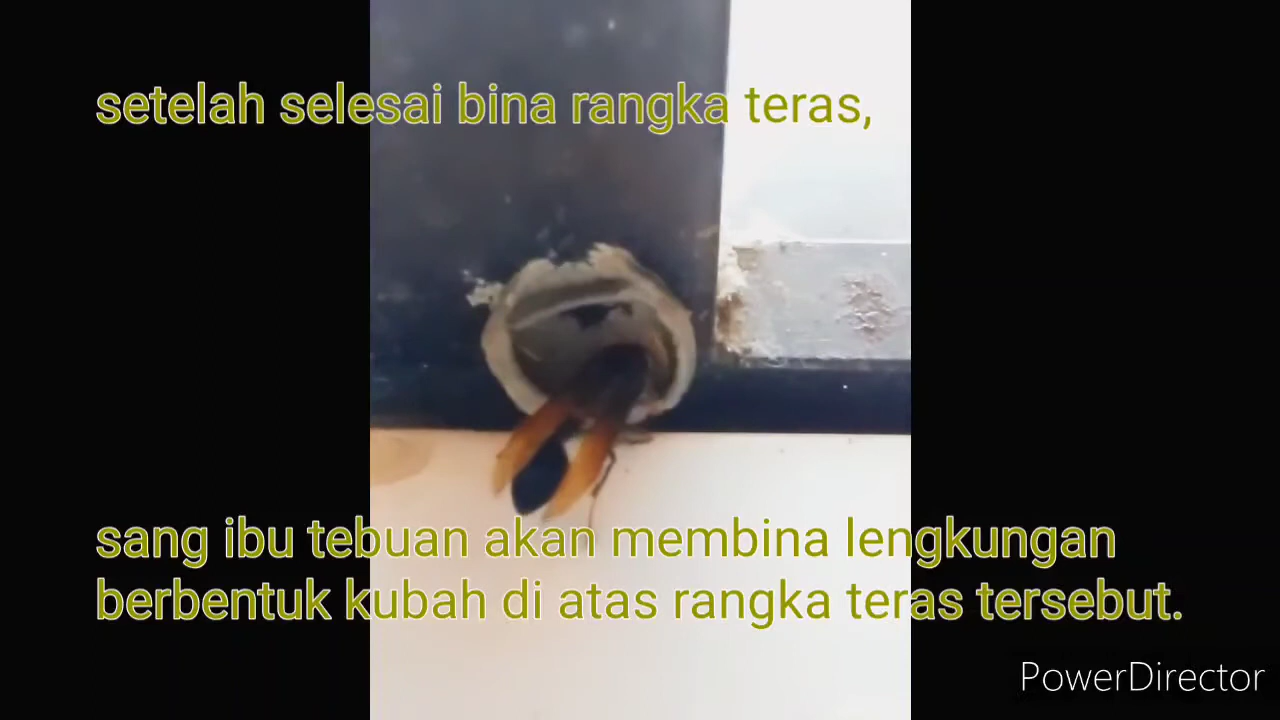 setelah selesai bina rangka teras,
sang ibu tebuan akan membina lengkungan
berbentuk kubah di atas rangka teras tersebut.
PowerDirector